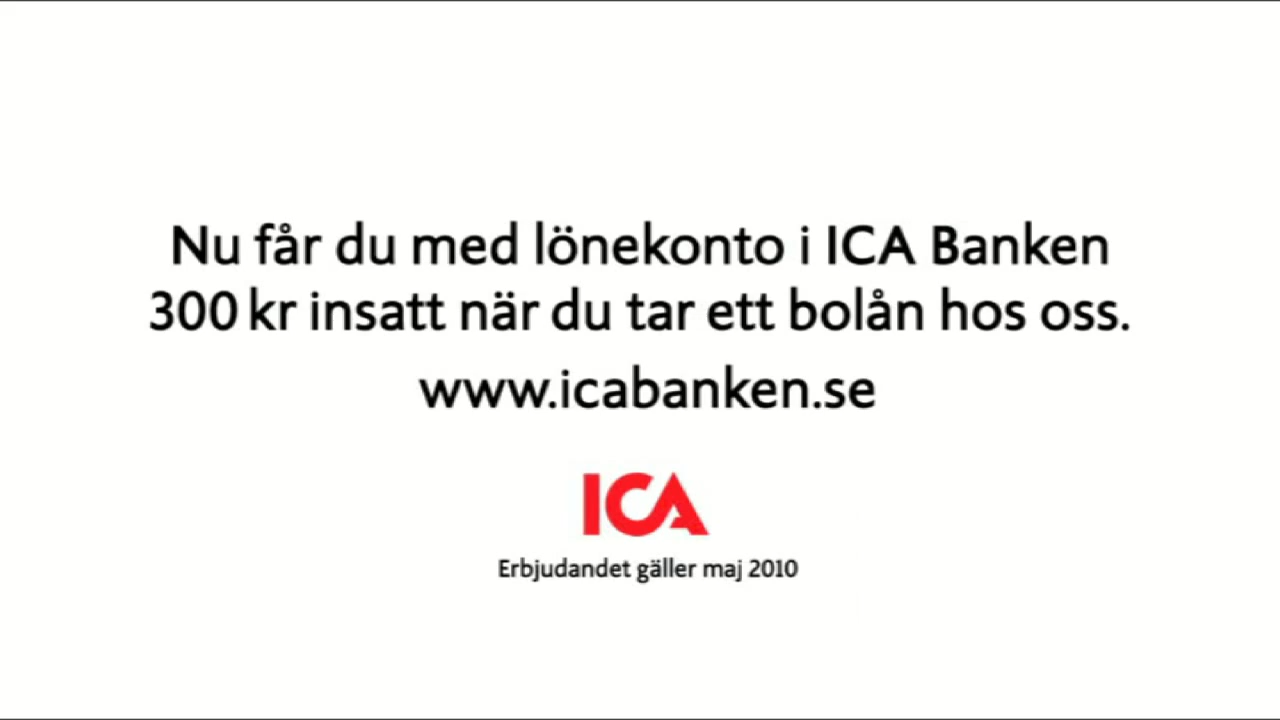 Nu får du med lönekonto i ICA Banken
300 kr insatt när du tar ett bolån hos oss.
www.icabanken.se
ICA
Erbjudandet gäller maj 2010